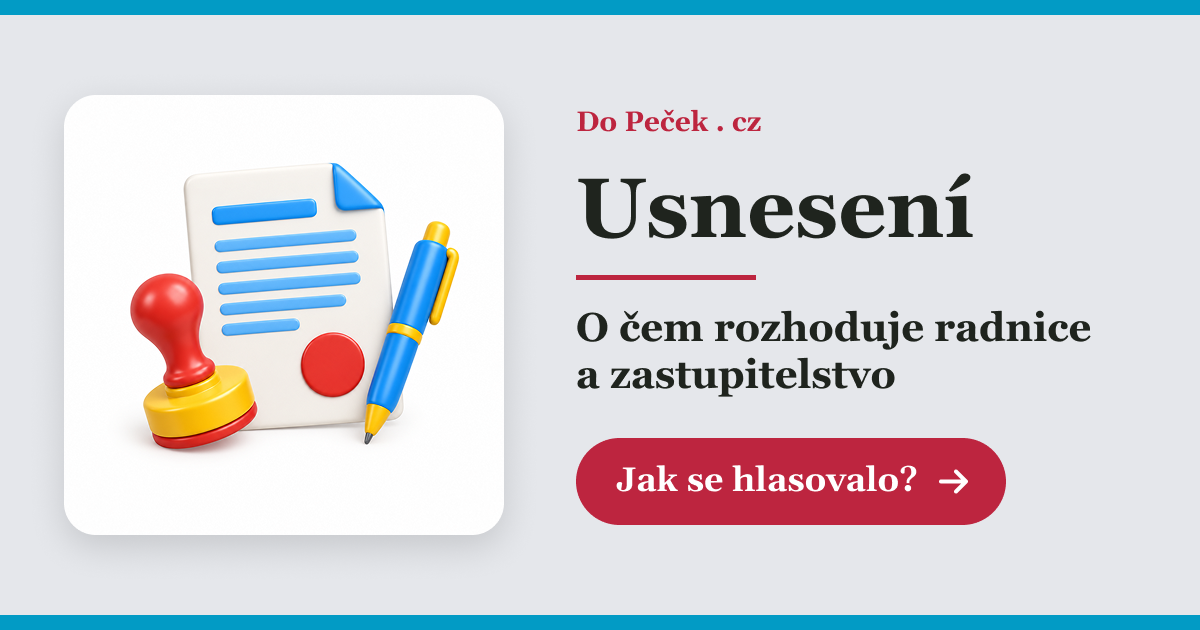 Do Peček . cz
Usnesení
O čem rozhoduje radnice
a zastupitelstvo
Jak se hlasovalo? →